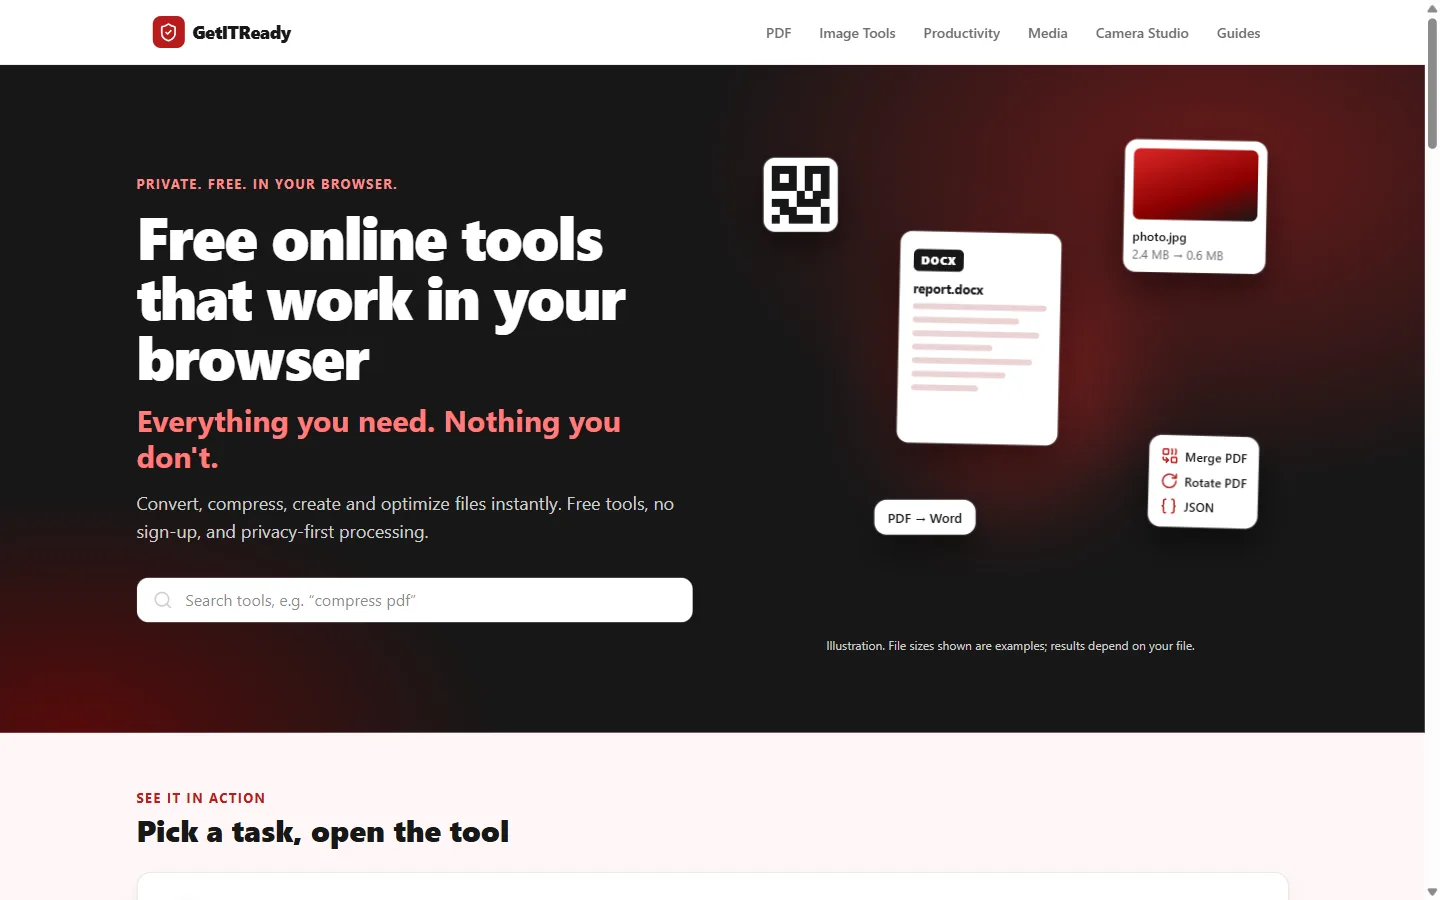 GetITReady
PDF
Image Tools
Productivity
Media
Camera Studio
Guides
PRIVATE. FREE. IN YOUR BROWSER.
Free online tools
that work in your
browser
Everything you need. Nothing you
don't.
Convert, compress, create and optimize files instantly. Free tools, no
sign-up, and privacy-first processing.
Search tools, e.g. “compress pdf”
DOCX
report.docx
photo.jpg
2.4 MB → 0.6 MB
PDF → Word
Merge PDF
Rotate PDF
JSON
Illustration. File sizes shown are examples; results depend on your file.
SEE IT IN ACTION
Pick a task, open the tool